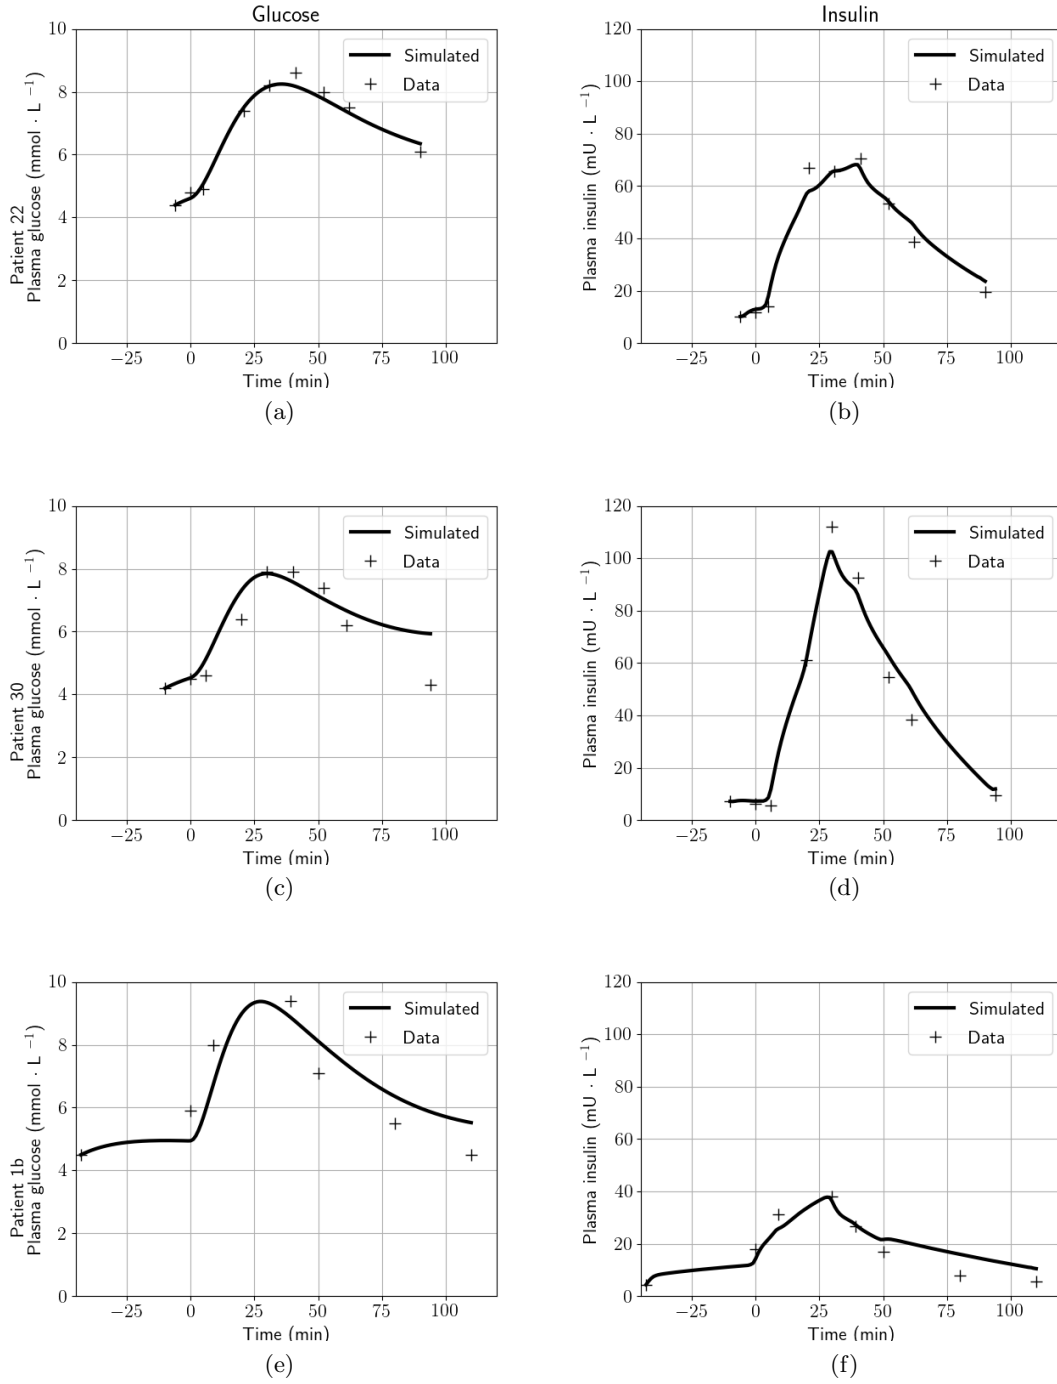 Glucose
10
8
6
4
2
0
Patient 22
Plasma glucose (mmol · L⁻¹)
Simulated
Data
−25 0 25 50 75 100
Time (min)
(a)
Insulin
120
100
80
60
40
20
0
Plasma insulin (mU · L⁻¹)
Simulated
Data
−25 0 25 50 75 100
Time (min)
(b)
10
8
6
4
2
0
Patient 30
Plasma glucose (mmol · L⁻¹)
Simulated
Data
−25 0 25 50 75 100
Time (min)
(c)
120
100
80
60
40
20
0
Plasma insulin (mU · L⁻¹)
Simulated
Data
−25 0 25 50 75 100
Time (min)
(d)
10
8
6
4
2
0
Patient 1b
Plasma glucose (mmol · L⁻¹)
Simulated
Data
−25 0 25 50 75 100
Time (min)
(e)
120
100
80
60
40
20
0
Plasma insulin (mU · L⁻¹)
Simulated
Data
−25 0 25 50 75 100
Time (min)
(f)